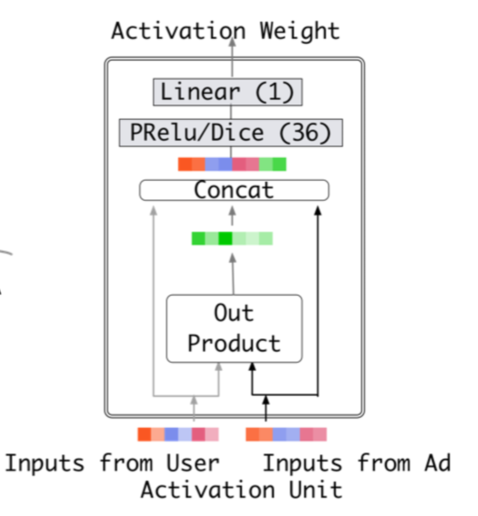 Activation Weight
Linear (1)
PRelu/Dice (36)
Concat
Out
Product
Inputs from User Inputs from Ad
Activation Unit